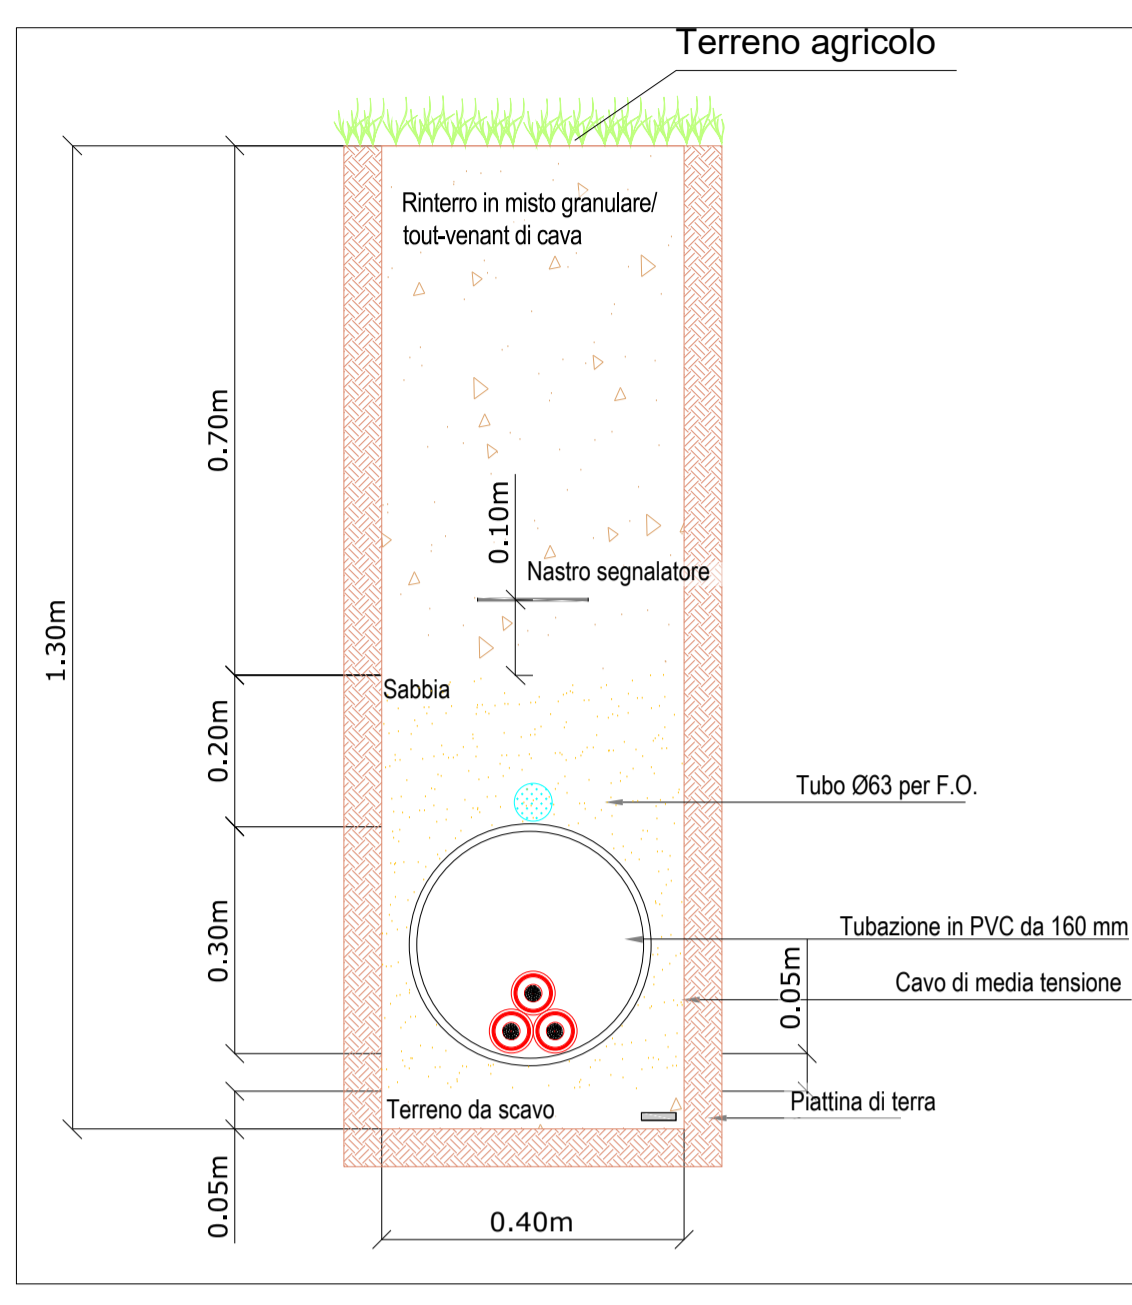 Terreno agricolo
Rinterro in misto granulare/
tout-venant di cava
0.70m
0.10m
Nastro segnalatore
1.30m
Sabbia
0.20m
Tubo Ø63 per F.O.
0.30m
Tubazione in PVC da 160 mm
0.05m
Cavo di media tensione
Terreno da scavo
Piattina di terra
0.05m
0.40m